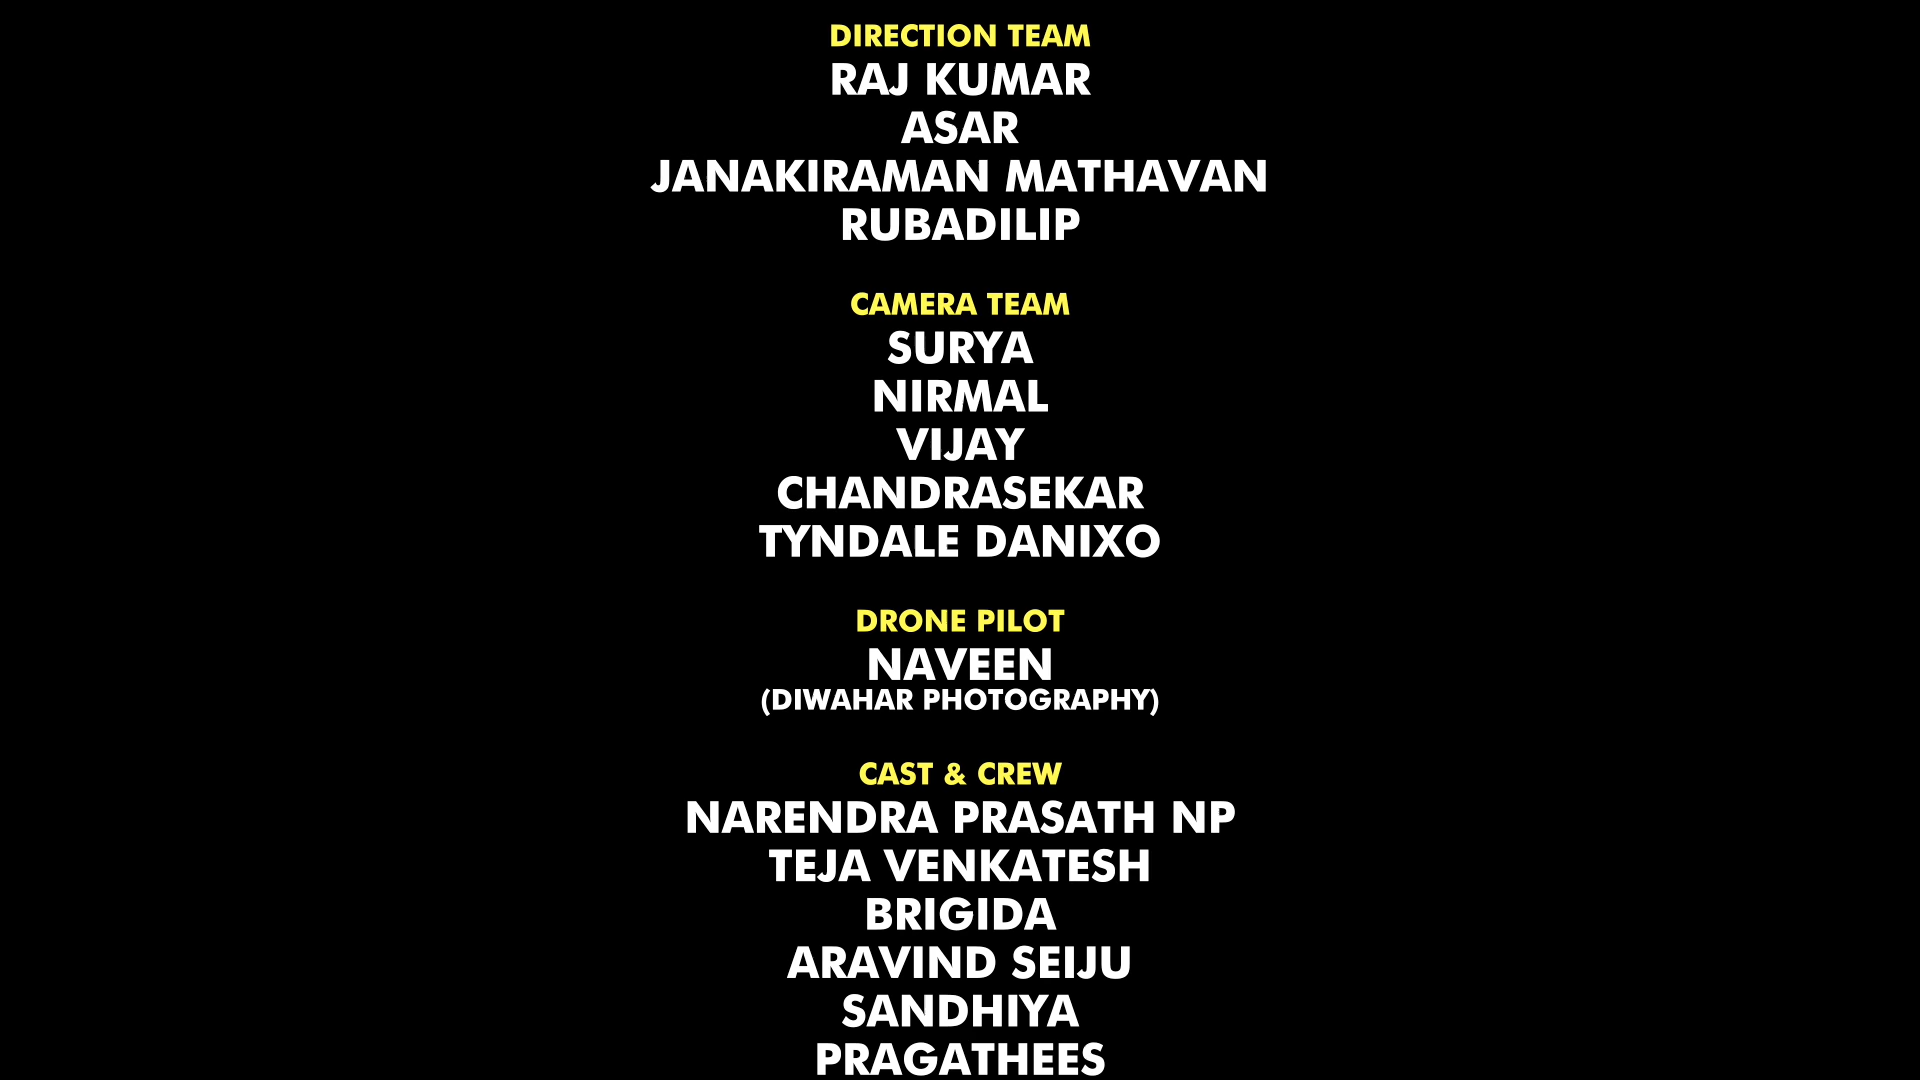 DIRECTION TEAM
RAJ KUMAR
ASAR
JANAKIRAMAN MATHAVAN
RUBADILIP
CAMERA TEAM
SURYA
NIRMAL
VIJAY
CHANDRASEKAR
TYNDALE DANIXO
DRONE PILOT
NAVEEN
(DIWAHAR PHOTOGRAPHY)
CAST & CREW
NARENDRA PRASATH NP
TEJA VENKATESH
BRIGIDA
ARAVIND SEIJU
SANDHIYA
PRAGATHEES